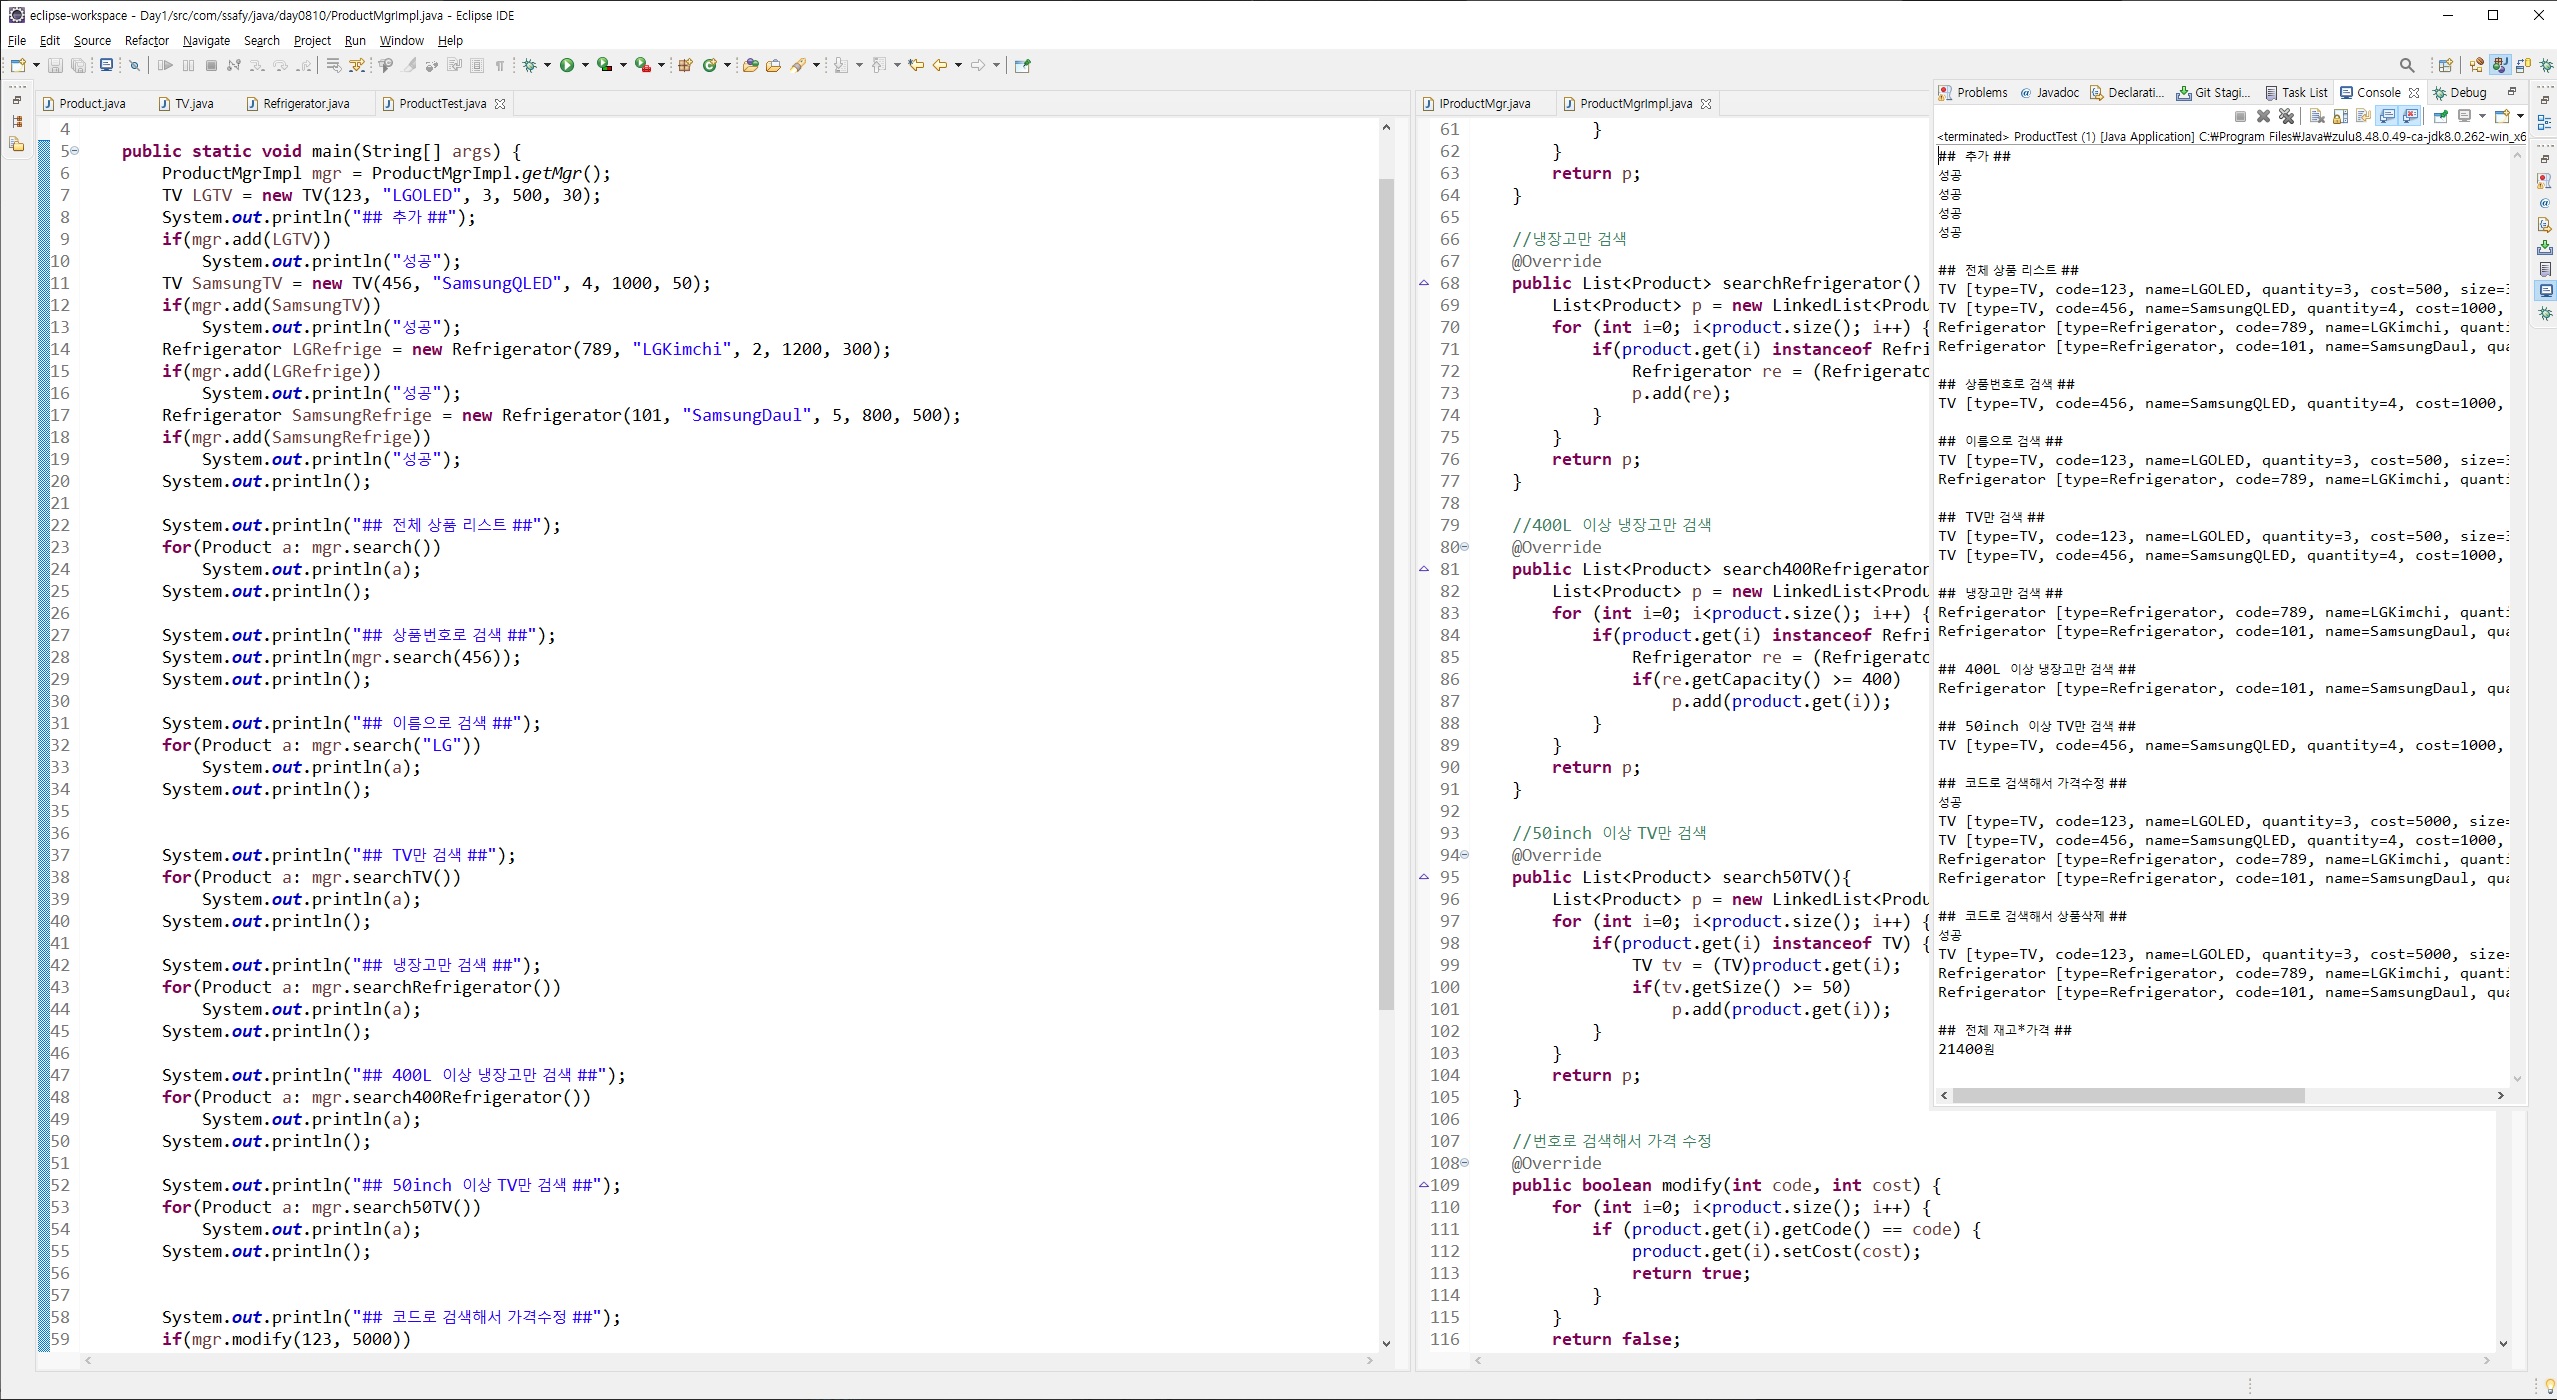 eclipse-workspace - Day1/src/com/ssafy/java/day0810/ProductMgrImpl.java - Eclipse IDE
File Edit Source Refactor Navigate Search Project Run Window Help
Product.java TV.java Refrigerator.java ProductTest.java
4
5 public static void main(String[] args) {
6 ProductMgrImpl mgr = ProductMgrImpl.getMgr();
7 TV LGTV = new TV(123, "LGOLED", 3, 500, 30);
8 System.out.println("## 추가 ##");
9 if(mgr.add(LGTV))
10 System.out.println("성공");
11 TV SamsungTV = new TV(456, "SamsungQLED", 4, 1000, 50);
12 if(mgr.add(SamsungTV))
13 System.out.println("성공");
14 Refrigerator LGRefrige = new Refrigerator(789, "LGKimchi", 2, 1200, 300);
15 if(mgr.add(LGRefrige))
16 System.out.println("성공");
17 Refrigerator SamsungRefrige = new Refrigerator(101, "SamsungDaul", 5, 800, 500);
18 if(mgr.add(SamsungRefrige))
19 System.out.println("성공");
20 System.out.println();
21
22 System.out.println("## 전체 상품 리스트 ##");
23 for(Product a: mgr.search())
24 System.out.println(a);
25 System.out.println();
26
27 System.out.println("## 상품번호로 검색 ##");
28 System.out.println(mgr.search(456));
29 System.out.println();
30
31 System.out.println("## 이름으로 검색 ##");
32 for(Product a: mgr.search("LG"))
33 System.out.println(a);
34 System.out.println();
35
36
37 System.out.println("## TV만 검색 ##");
38 for(Product a: mgr.searchTV())
39 System.out.println(a);
40 System.out.println();
41
42 System.out.println("## 냉장고만 검색 ##");
43 for(Product a: mgr.searchRefrigerator())
44 System.out.println(a);
45 System.out.println();
46
47 System.out.println("## 400L 이상 냉장고만 검색 ##");
48 for(Product a: mgr.search400Refrigerator())
49 System.out.println(a);
50 System.out.println();
51
52 System.out.println("## 50inch 이상 TV만 검색 ##");
53 for(Product a: mgr.search50TV())
54 System.out.println(a);
55 System.out.println();
56
57
58 System.out.println("## 코드로 검색해서 가격수정 ##");
59 if(mgr.modify(123, 5000))
IProductMgr.java ProductMgrImpl.java
61 }
62 }
63 return p;
64 }
65
66 //냉장고만 검색
67 @Override
68 public List<Product> searchRefrigerator()
69 List<Product> p = new LinkedList<Produ
70 for (int i=0; i<product.size(); i++) {
71 if(product.get(i) instanceof Refri
72 Refrigerator re = (Refrigerato
73 p.add(re);
74 }
75 }
76 return p;
77 }
78
79 //400L 이상 냉장고만 검색
80 @Override
81 public List<Product> search400Refrigerator
82 List<Product> p = new LinkedList<Produ
83 for (int i=0; i<product.size(); i++) {
84 if(product.get(i) instanceof Refri
85 Refrigerator re = (Refrigerato
86 if(re.getCapacity() >= 400)
87 p.add(product.get(i));
88 }
89 }
90 return p;
91 }
92
93 //50inch 이상 TV만 검색
94 @Override
95 public List<Product> search50TV(){
96 List<Product> p = new LinkedList<Produ
97 for (int i=0; i<product.size(); i++) {
98 if(product.get(i) instanceof TV) {
99 TV tv = (TV)product.get(i);
100 if(tv.getSize() >= 50)
101 p.add(product.get(i));
102 }
103 }
104 return p;
105 }
106
107 //번호로 검색해서 가격 수정
108 @Override
109 public boolean modify(int code, int cost) {
110 for (int i=0; i<product.size(); i++) {
111 if (product.get(i).getCode() == code) {
112 product.get(i).setCost(cost);
113 return true;
114 }
115 }
116 return false;
Problems Javadoc Declarati... Git Stagi... Task List Console Debug
<terminated> ProductTest (1) [Java Application] C:₩Program Files₩Java₩zulu8.48.0.49-ca-jdk8.0.262-win_x6
## 추가 ##
성공
성공
성공
성공
## 전체 상품 리스트 ##
TV [type=TV, code=123, name=LGOLED, quantity=3, cost=500, size=3
TV [type=TV, code=456, name=SamsungQLED, quantity=4, cost=1000,
Refrigerator [type=Refrigerator, code=789, name=LGKimchi, quanti
Refrigerator [type=Refrigerator, code=101, name=SamsungDaul, qua
## 상품번호로 검색 ##
TV [type=TV, code=456, name=SamsungQLED, quantity=4, cost=1000,
## 이름으로 검색 ##
TV [type=TV, code=123, name=LGOLED, quantity=3, cost=500, size=3
Refrigerator [type=Refrigerator, code=789, name=LGKimchi, quanti
## TV만 검색 ##
TV [type=TV, code=123, name=LGOLED, quantity=3, cost=500, size=3
TV [type=TV, code=456, name=SamsungQLED, quantity=4, cost=1000,
## 냉장고만 검색 ##
Refrigerator [type=Refrigerator, code=789, name=LGKimchi, quanti
Refrigerator [type=Refrigerator, code=101, name=SamsungDaul, qua
## 400L 이상 냉장고만 검색 ##
Refrigerator [type=Refrigerator, code=101, name=SamsungDaul, qua
## 50inch 이상 TV만 검색 ##
TV [type=TV, code=456, name=SamsungQLED, quantity=4, cost=1000,
## 코드로 검색해서 가격수정 ##
성공
TV [type=TV, code=123, name=LGOLED, quantity=3, cost=5000, size=
TV [type=TV, code=456, name=SamsungQLED, quantity=4, cost=1000,
Refrigerator [type=Refrigerator, code=789, name=LGKimchi, quanti
Refrigerator [type=Refrigerator, code=101, name=SamsungDaul, qua
## 코드로 검색해서 상품삭제 ##
성공
TV [type=TV, code=123, name=LGOLED, quantity=3, cost=5000, size=
Refrigerator [type=Refrigerator, code=789, name=LGKimchi, quanti
Refrigerator [type=Refrigerator, code=101, name=SamsungDaul, qua
## 전체 재고*가격 ##
21400원